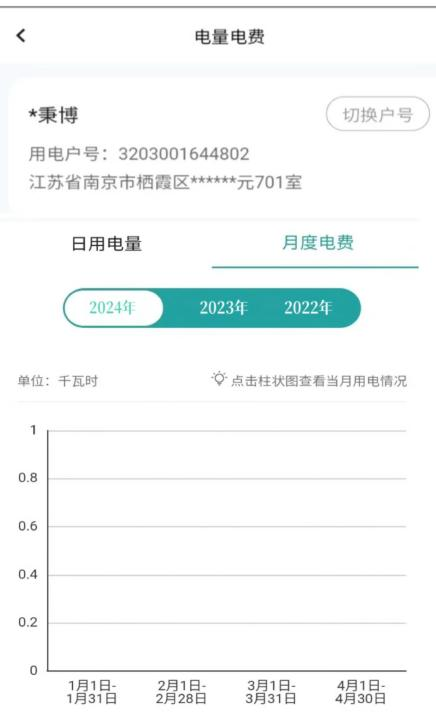 电量电费
*秉博
切换户号
用电户号：3203001644802
江苏省南京市栖霞区******元701室
日用电量 月度电费
2024年 2023年 2022年
单位：千瓦时 点击柱状图查看当月用电情况
1
0.8
0.6
0.4
0.2
0
1月1日-
1月31日
2月1日-
2月28日
3月1日-
3月31日
4月1日-
4月30日